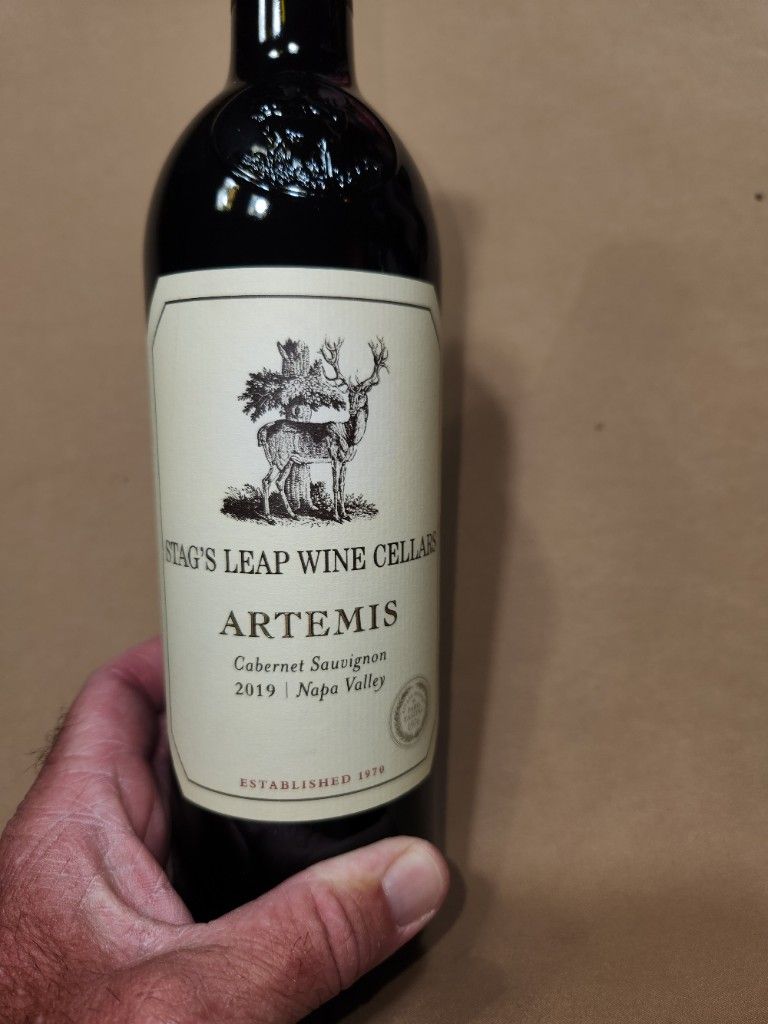 STAG'S LEAP WINE CELLARS
ARTEMIS
Cabernet Sauvignon
2019 | Napa Valley
ESTABLISHED 1970